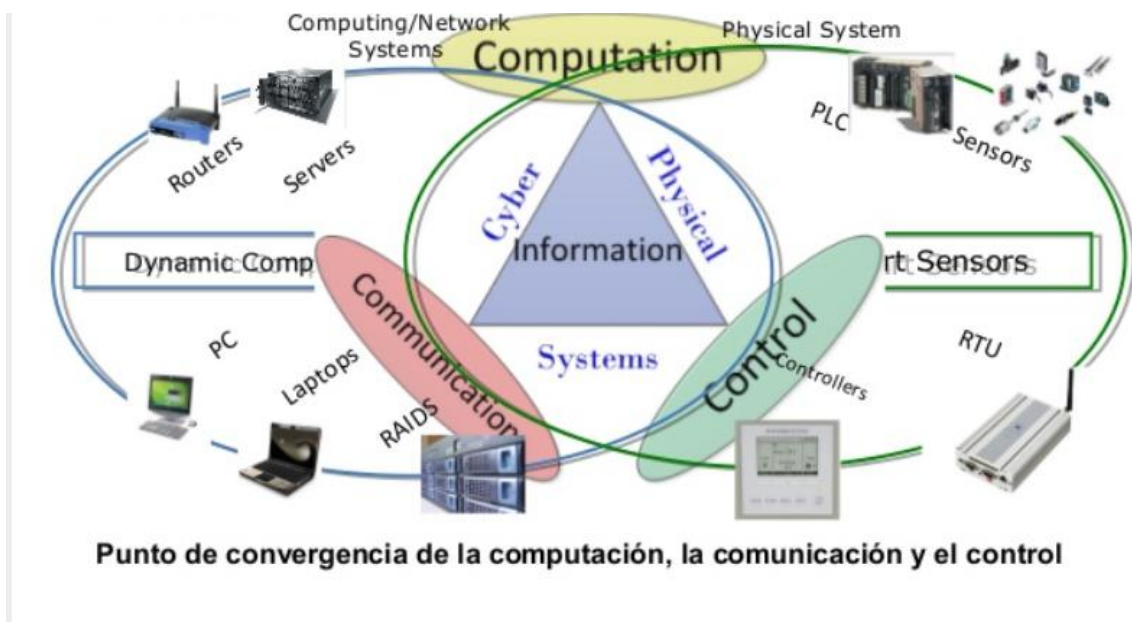 Computing/Network
Systems
Computation
Physical System
Routers
Servers
PLC
Sensors
Cyber
Physical
Information
Systems
Dynamic Comp
rt Sensors
Communication
Control
PC
Laptops
RAIDS
Controllers
RTU
Punto de convergencia de la computación, la comunicación y el control